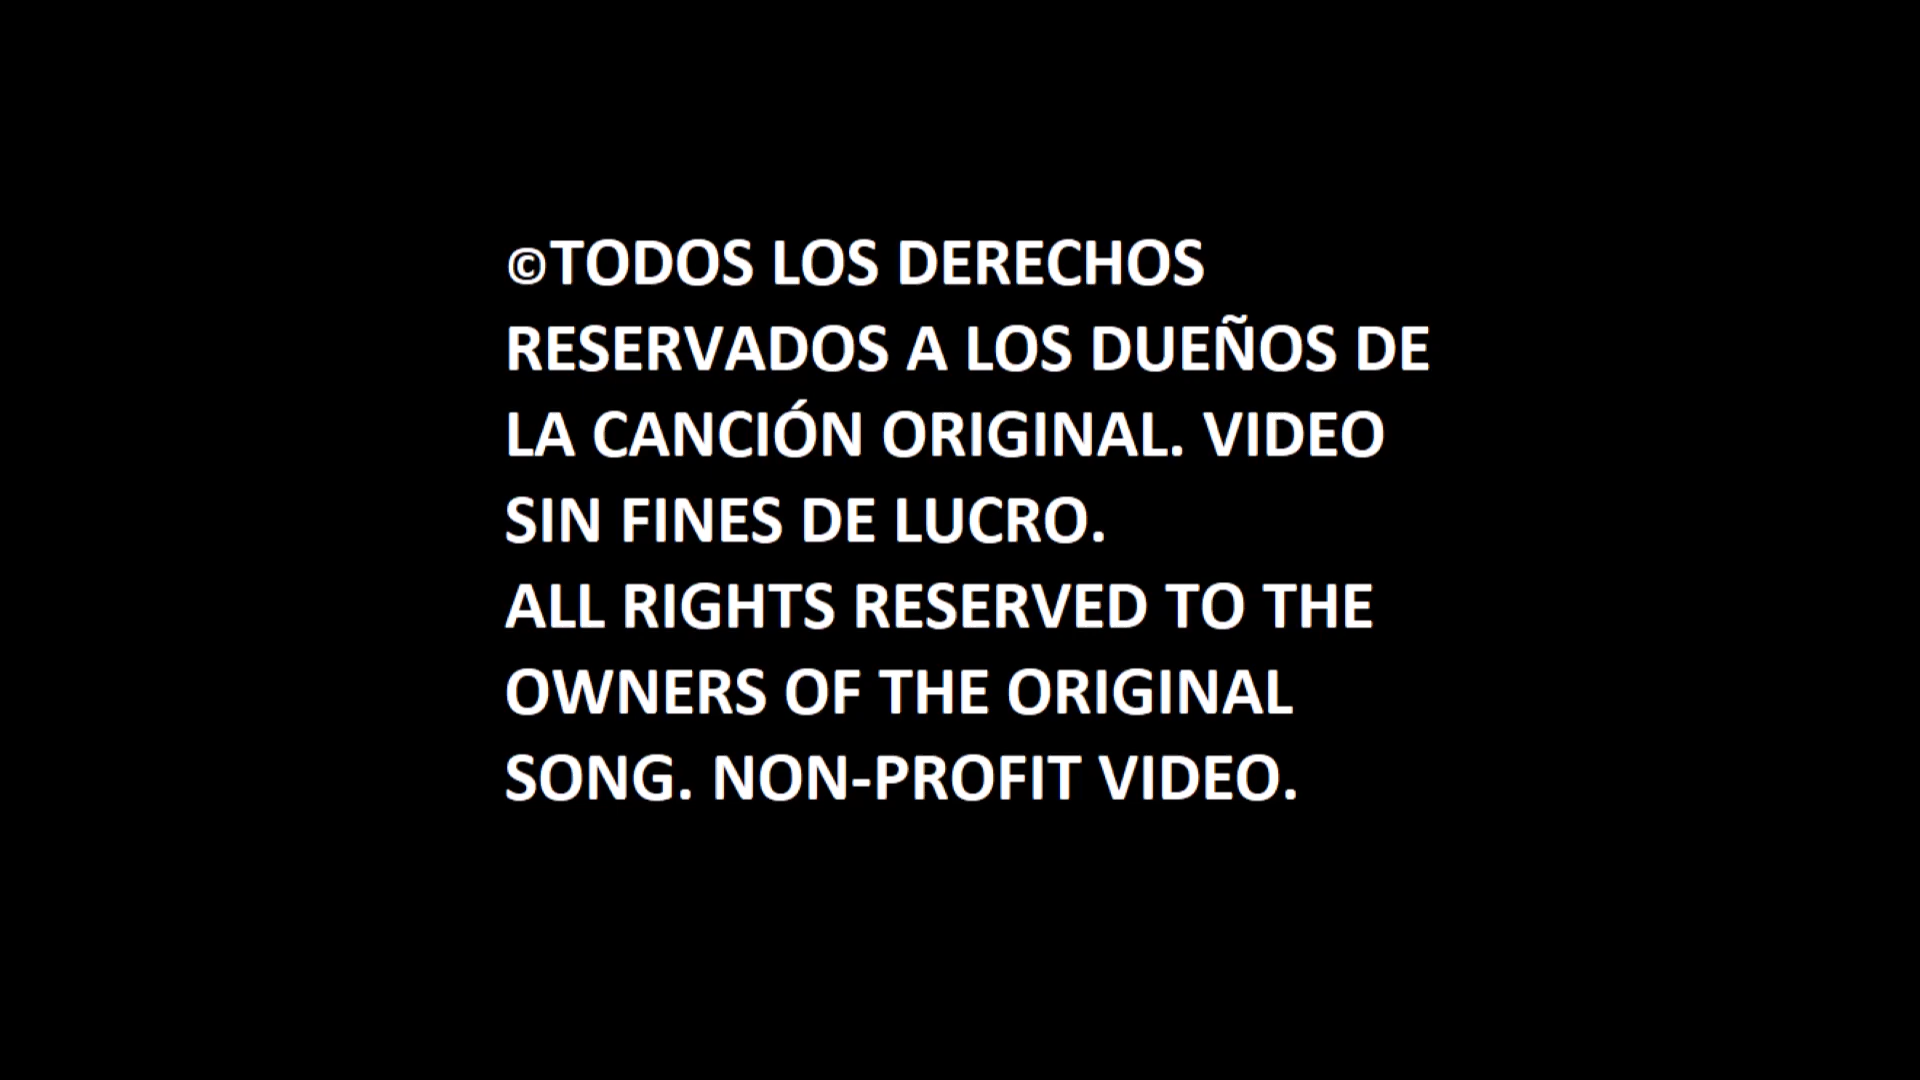 ©TODOS LOS DERECHOS
RESERVADOS A LOS DUEÑOS DE
LA CANCIÓN ORIGINAL. VIDEO
SIN FINES DE LUCRO.
ALL RIGHTS RESERVED TO THE
OWNERS OF THE ORIGINAL
SONG. NON-PROFIT VIDEO.